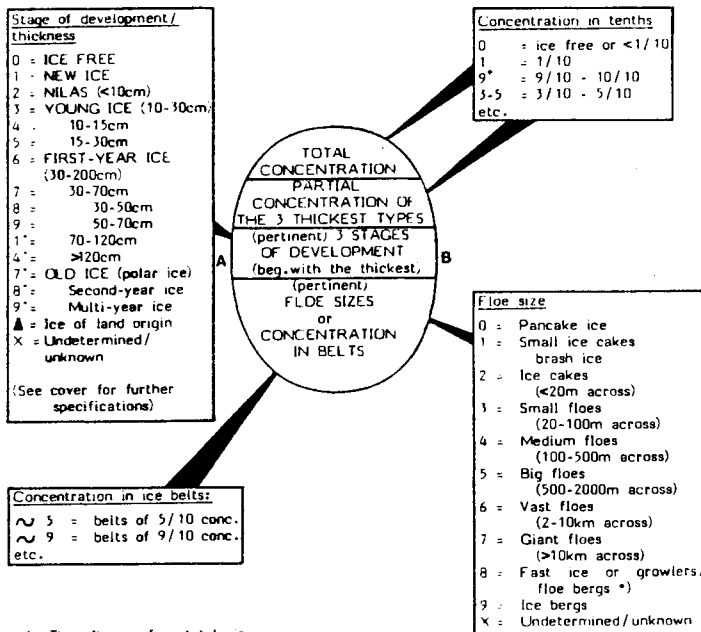 Stage of development/
thickness
0 = ICE FREE
1 - NEW ICE
2 = NILAS (<10cm)
3 = YOUNG ICE (10-30cm)
4 . 10-15cm
5 = 15-30cm
6 = FIRST-YEAR ICE
(30-200cm)
7 = 30-70cm
8 = 30-50cm
9 = 50-70cm
1˙= 70-120cm
4˙= >120cm
7˙= OLD ICE (polar ice)
8˙= Second-year ice
9˙= Multi-year ice
▲ = Ice of land origin
X = Undetermined/
unknown
(See cover for further
specifications)
Concentration in tenths
0 = ice free or <1/10
1 = 1/10
9⁺ = 9/10 - 10/10
3-5 = 3/10 - 5/10
etc.
TOTAL
CONCENTRATION
PARTIAL
CONCENTRATION OF
THE 3 THICKEST TYPES
A
(pertinent) 3 STAGES
OF DEVELOPMENT
(beg.with the thickest)
B
(pertinent)
FLOE SIZES
or
CONCENTRATION
IN BELTS
Concentration in ice belts:
~ 5 = belts of 5/10 conc.
~ 9 = belts of 9/10 conc.
etc.
Floe size
0 = Pancake ice
1 = Small ice cakes
brash ice
2 = Ice cakes
(<20m across)
3 = Small floes
(20-100m across)
4 = Medium floes
(100-500m across)
5 = Big floes
(500-2000m across)
6 = Vast floes
(2-10km across)
7 = Giant floes
(>10km across)
8 = Fast ice or growlers/
floe bergs *)
9 = Ice bergs
X = Undetermined/unknown